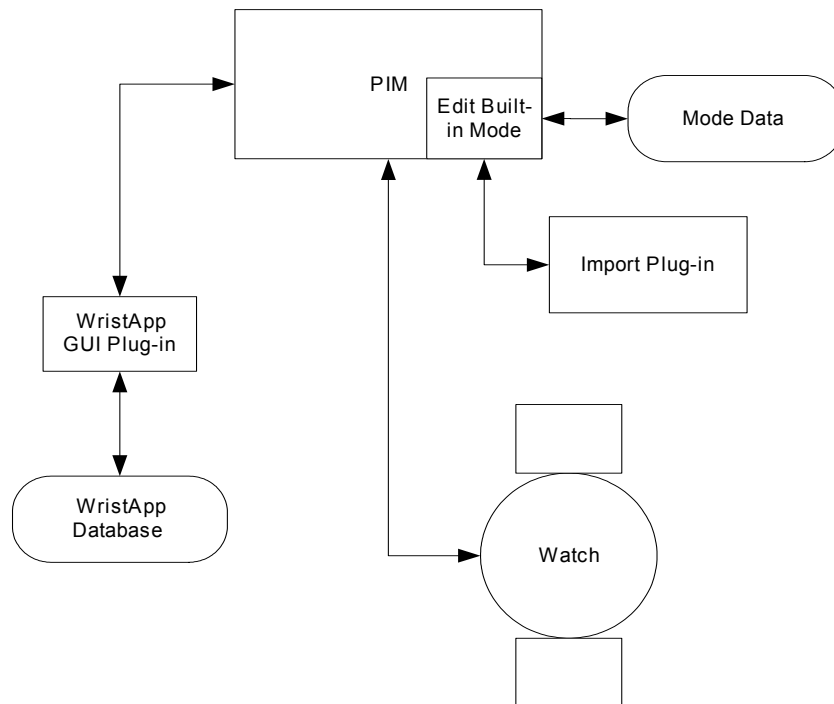 PIM
Edit Built-
in Mode
Mode Data
Import Plug-in
WristApp
GUI Plug-in
WristApp
Database
Watch